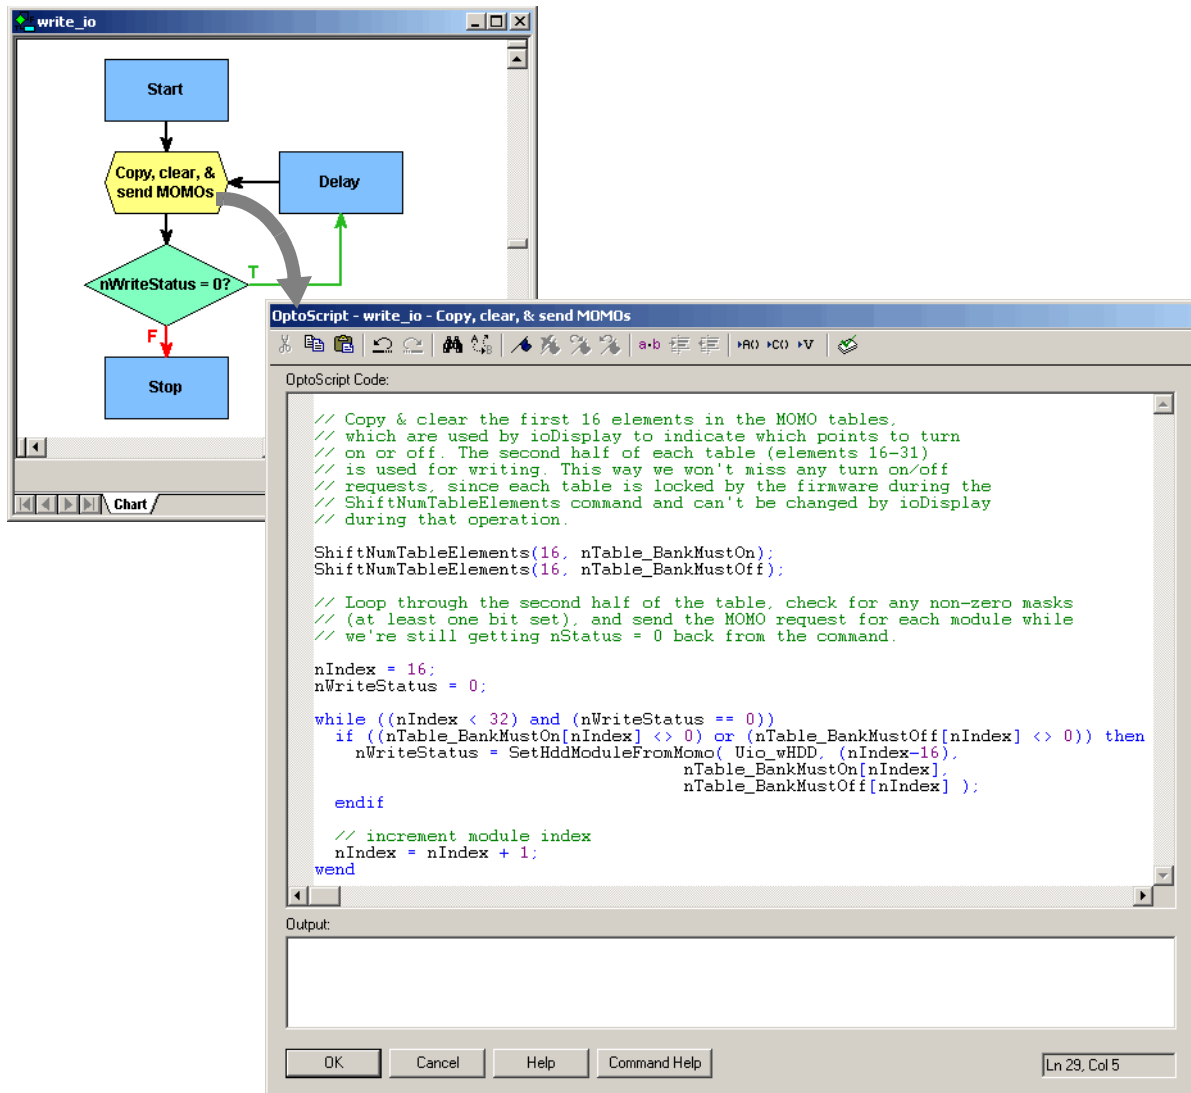 write_io
Start
Copy, clear, &
send MOMOs
Delay
nWriteStatus = 0?
T
F
Stop
Chart
OptoScript - write_io - Copy, clear, & send MOMOs
OptoScript Code:
// Copy & clear the first 16 elements in the MOMO tables,
// which are used by ioDisplay to indicate which points to turn
// on or off. The second half of each table (elements 16-31)
// is used for writing. This way we won't miss any turn on/off
// requests, since each table is locked by the firmware during the
// ShiftNumTableElements command and can't be changed by ioDisplay
// during that operation.
ShiftNumTableElements(16, nTable_BankMustOn);
ShiftNumTableElements(16, nTable_BankMustOff);
// Loop through the second half of the table, check for any non-zero masks
// (at least one bit set), and send the MOMO request for each module while
// we're still getting nStatus = 0 back from the command.
nIndex = 16;
nWriteStatus = 0;
while ((nIndex < 32) and (nWriteStatus == 0))
if ((nTable_BankMustOn[nIndex] <> 0) or (nTable_BankMustOff[nIndex] <> 0)) then
nWriteStatus = SetHddModuleFromMomo( Uio_wHDD, (nIndex-16),
nTable_BankMustOn[nIndex],
nTable_BankMustOff[nIndex] );
endif
// increment module index
nIndex = nIndex + 1;
wend
Output:
OK
Cancel
Help
Command Help
Ln 29, Col 5